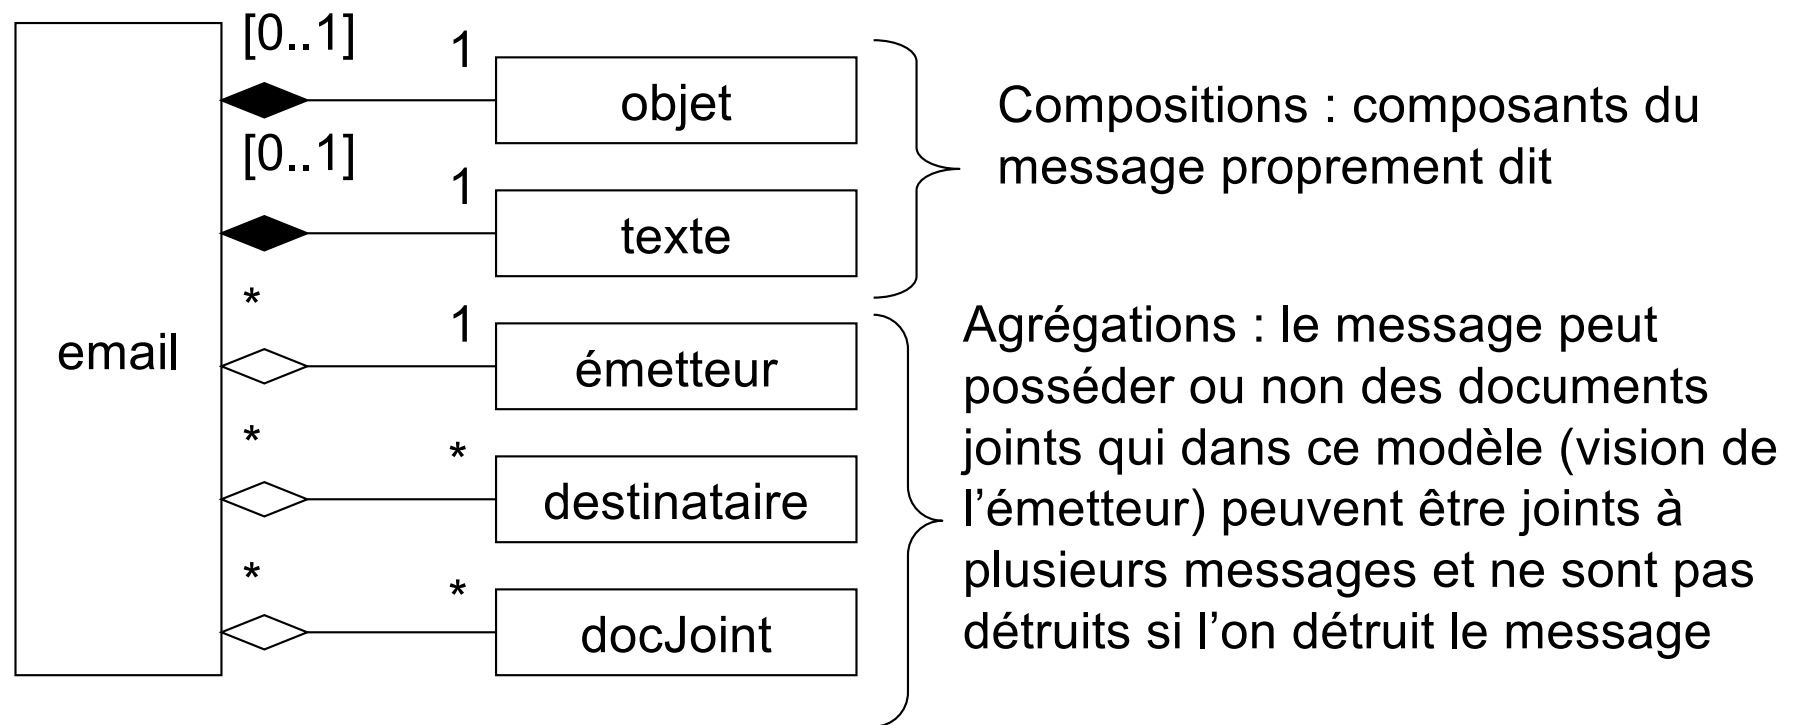 [0..1]
1
objet
[0..1]
1
texte
*
1
émetteur
*
*
destinataire
*
*
docJoint
email
Compositions : composants du
message proprement dit
Agrégations : le message peut
posséder ou non des documents
joints qui dans ce modèle (vision de
l’émetteur) peuvent être joints à
plusieurs messages et ne sont pas
détruits si l’on détruit le message